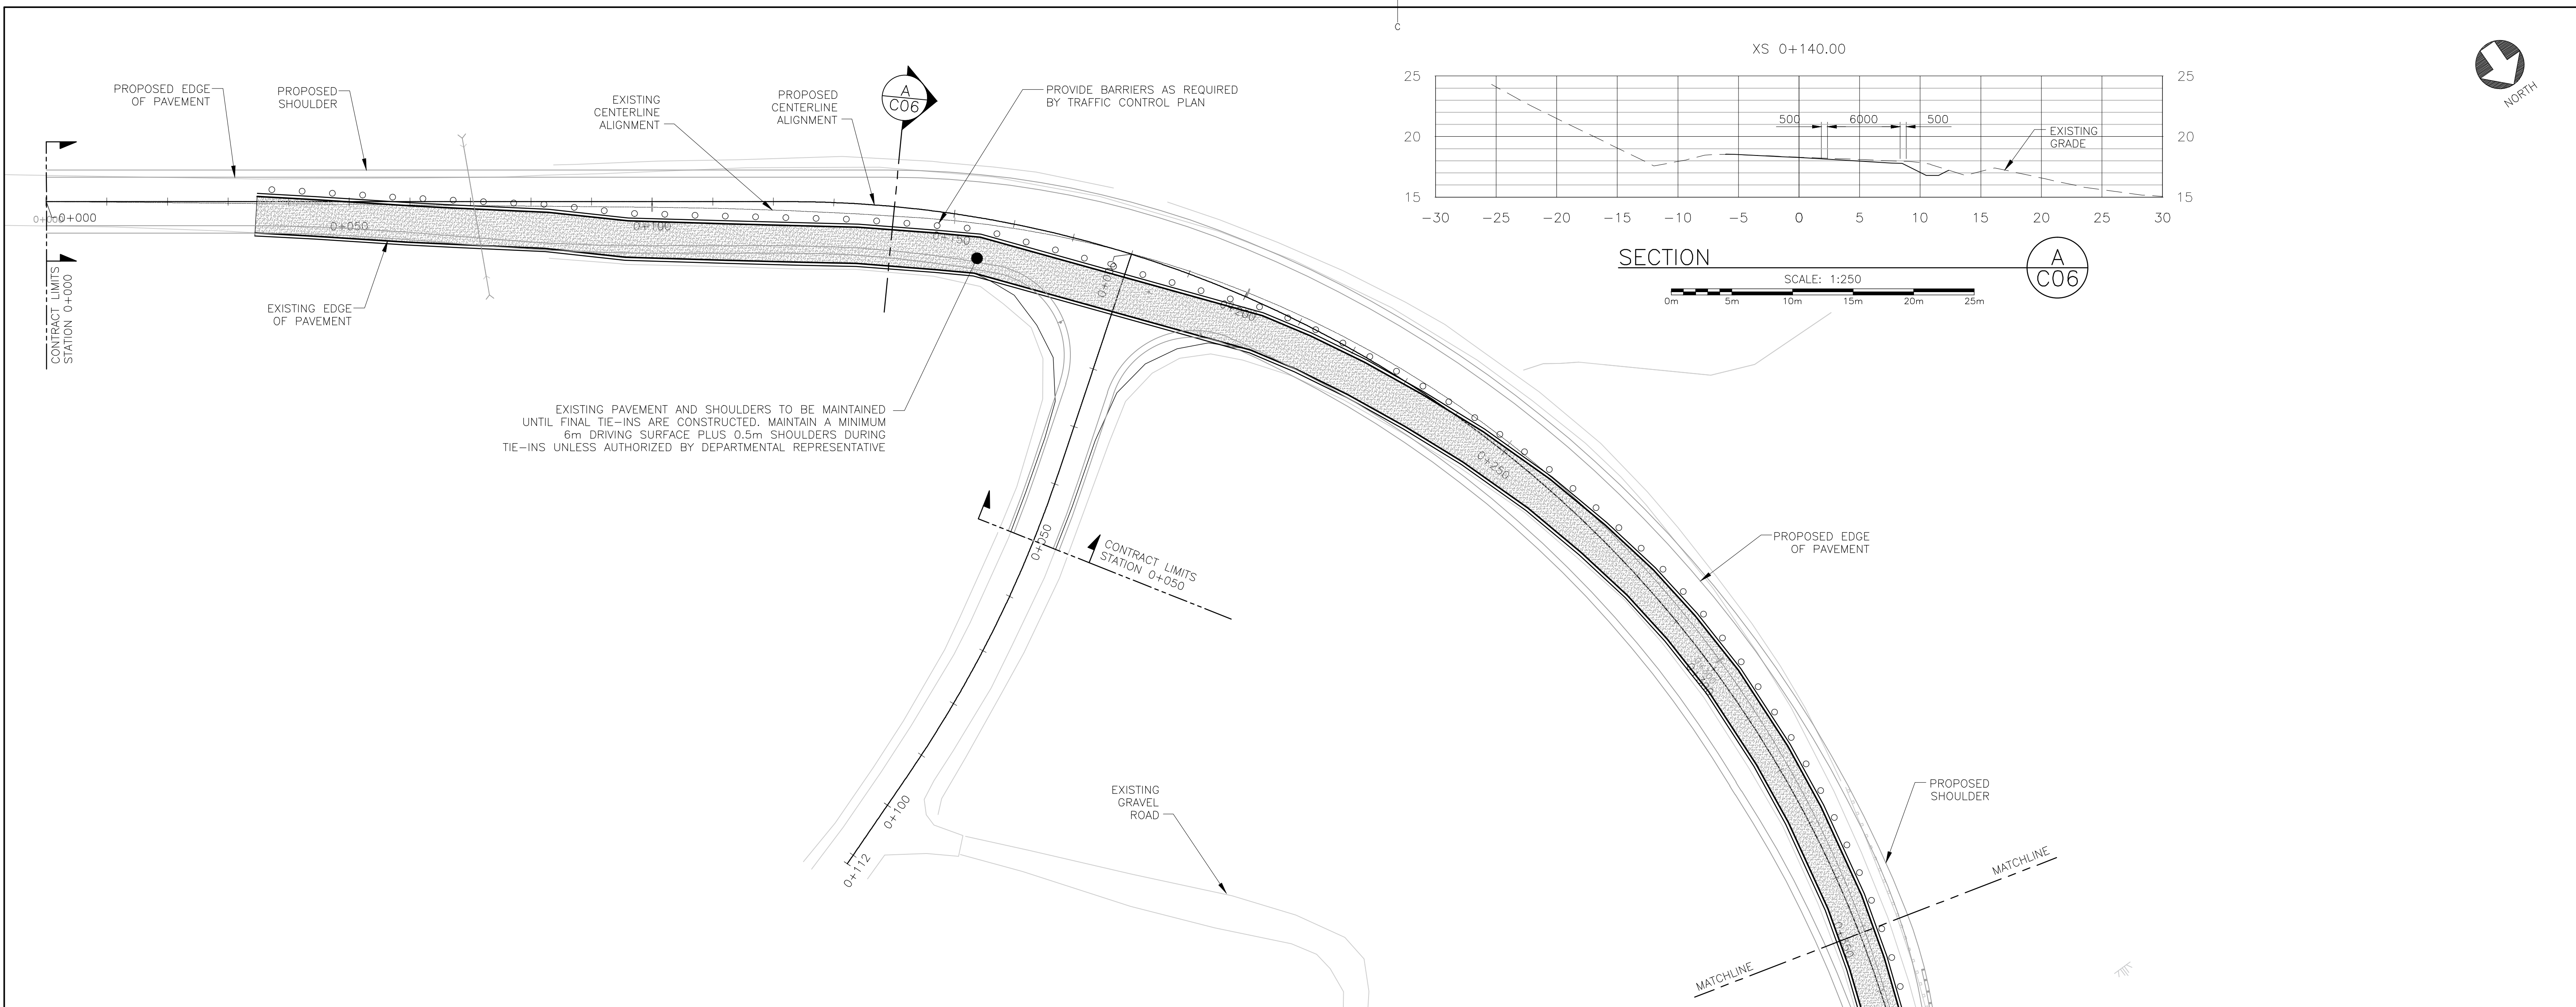 C
XS 0+140.00
25
20
15
25
20
15
500
6000
500
EXISTING
GRADE
-30
-25
-20
-15
-10
-5
0
5
10
15
20
25
30
SECTION
A
C06
SCALE: 1:250
0m
5m
10m
15m
20m
25m
NORTH
PROPOSED EDGE
OF PAVEMENT
PROPOSED
SHOULDER
EXISTING
CENTERLINE
ALIGNMENT
PROPOSED
CENTERLINE
ALIGNMENT
A
C06
PROVIDE BARRIERS AS REQUIRED
BY TRAFFIC CONTROL PLAN
0+000
0+000
0+050
0+100
0+150
0+000
0+200
0+250
CONTRACT LIMITS
STATION 0+000
EXISTING EDGE
OF PAVEMENT
EXISTING PAVEMENT AND SHOULDERS TO BE MAINTAINED
UNTIL FINAL TIE-INS ARE CONSTRUCTED. MAINTAIN A MINIMUM
6m DRIVING SURFACE PLUS 0.5m SHOULDERS DURING
TIE-INS UNLESS AUTHORIZED BY DEPARTMENTAL REPRESENTATIVE
0+050
CONTRACT LIMITS
STATION 0+050
PROPOSED EDGE
OF PAVEMENT
0+100
0+112
EXISTING
GRAVEL
ROAD
PROPOSED
SHOULDER
MATCHLINE
MATCHLINE